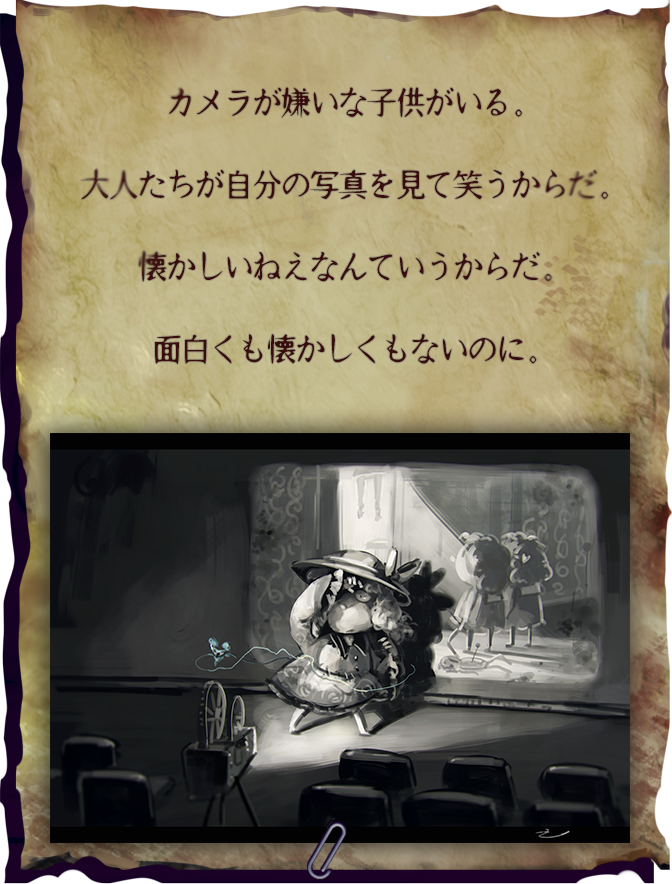 カメラが嫌いな子供がいる。
大人たちが自分の写真を見て笑うからだ。
懐かしいねえなんていうからだ。
面白くも懐かしくもないのに。